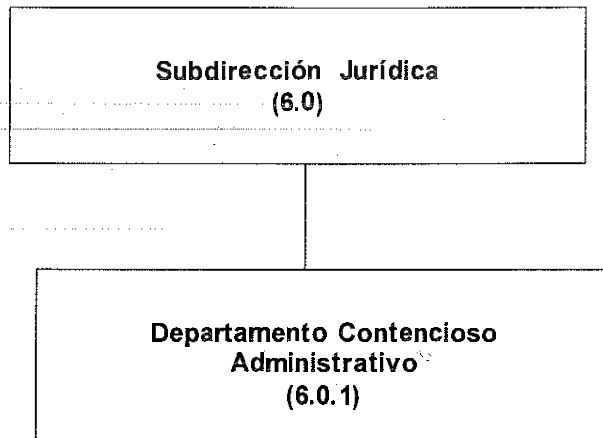 Subdirección Jurídica
(6.0)
Departamento Contencioso
Administrativo
(6.0.1)